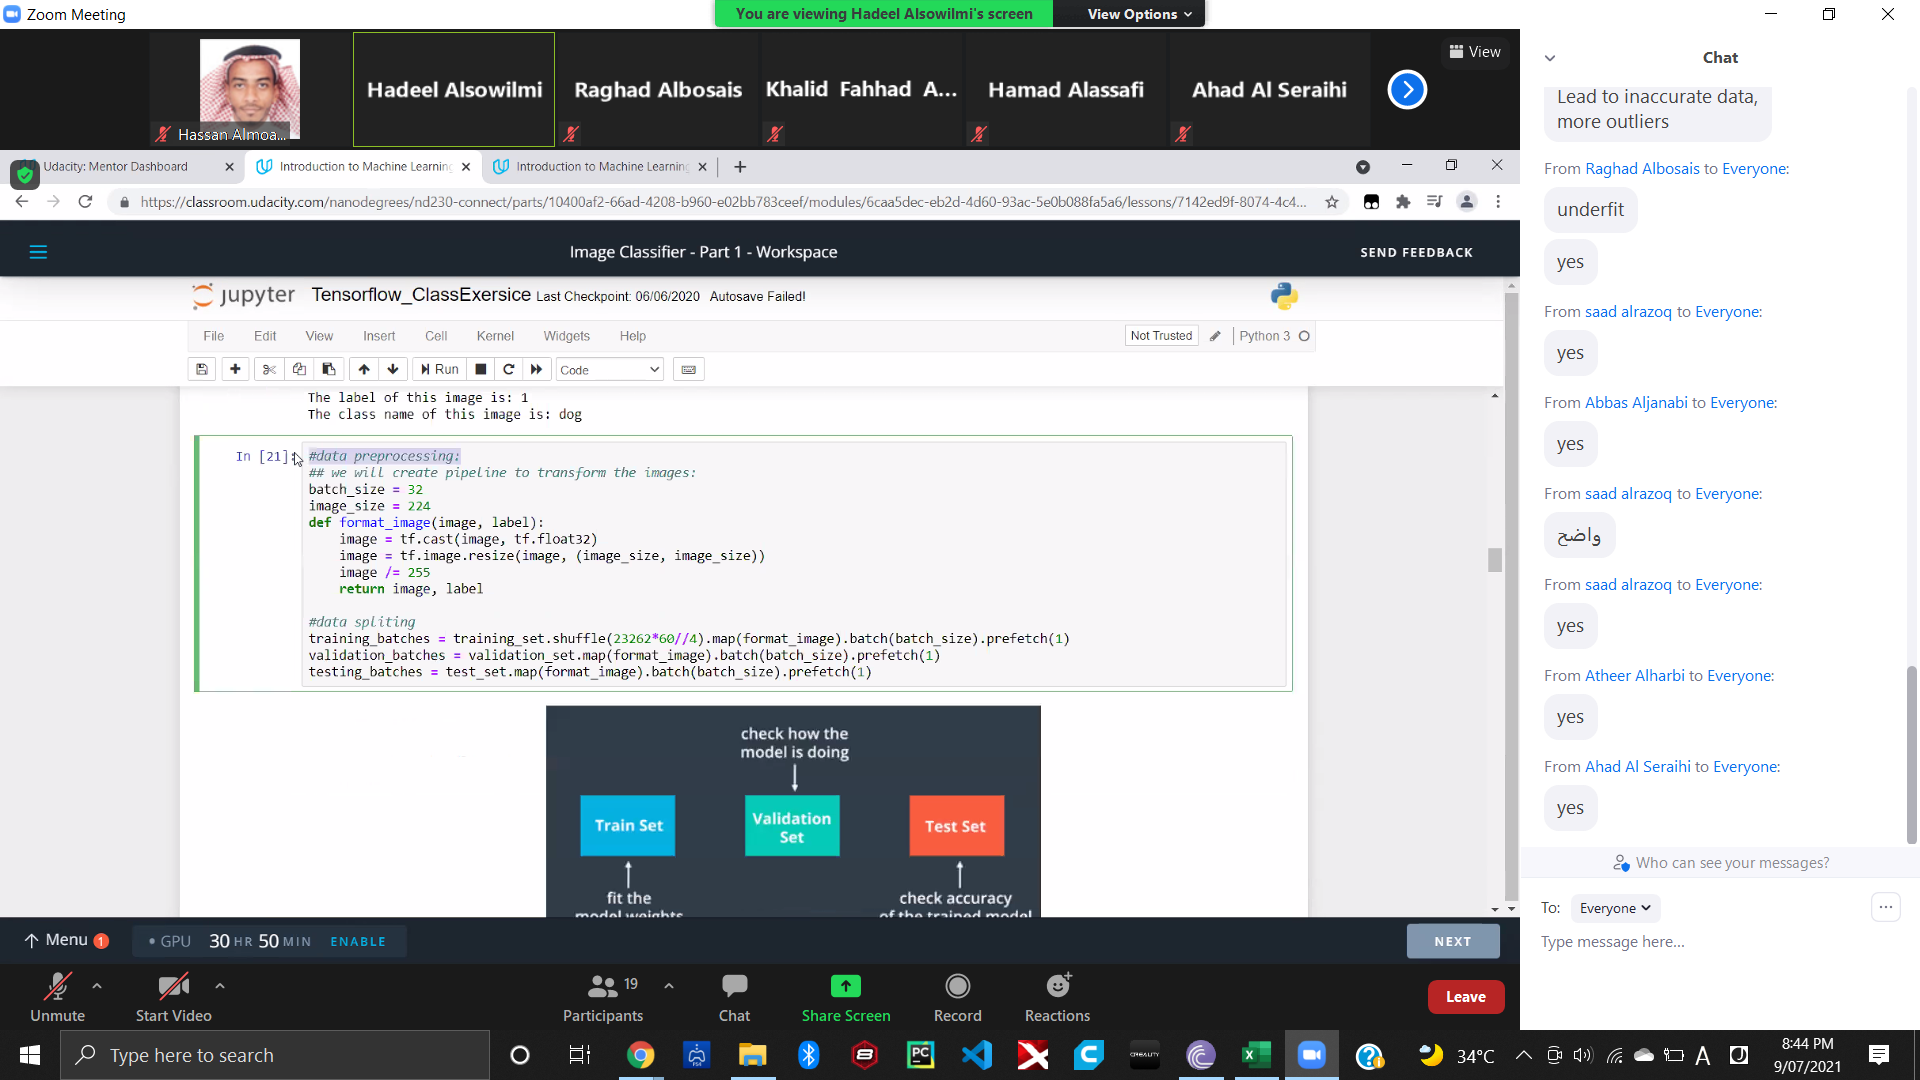 Zoom Meeting
You are viewing Hadeel Alsowilmi's screen
View Options
View
Hassan Almoa...
Hadeel Alsowilmi
Raghad Albosais
Khalid Fahhad A...
Hamad Alassafi
Ahad Al Seraihi
Udacity: Mentor Dashboard
Introduction to Machine Learning
Introduction to Machine Learning
https://classroom.udacity.com/nanodegrees/nd230-connect/parts/10400af2-66ad-4208-b960-e02bb783ceef/modules/6caa5dec-eb2d-4d60-93ac-5e0b088fa5a6/lessons/7142ed9f-8074-4c4...
Image Classifier - Part 1 - Workspace
SEND FEEDBACK
jupyter Tensorflow_ClassExersice Last Checkpoint: 06/06/2020 Autosave Failed!
File Edit View Insert Cell Kernel Widgets Help
Not Trusted
Python 3
Run
Code
The label of this image is: 1
The class name of this image is: dog
In [21]:
#data preprocessing:
## we will create pipeline to transform the images:
batch_size = 32
image_size = 224
def format_image(image, label):
image = tf.cast(image, tf.float32)
image = tf.image.resize(image, (image_size, image_size))
image /= 255
return image, label
#data spliting
training_batches = training_set.shuffle(23262*60//4).map(format_image).batch(batch_size).prefetch(1)
validation_batches = validation_set.map(format_image).batch(batch_size).prefetch(1)
testing_batches = test_set.map(format_image).batch(batch_size).prefetch(1)
check how the
model is doing
Train Set
Validation
Set
Test Set
fit the
model weights
check accuracy
of the trained model
Menu 1
GPU 30 HR 50 MIN ENABLE
NEXT
Unmute
Start Video
19
Participants
Chat
Share Screen
Record
Reactions
Leave
Chat
Lead to inaccurate data,
more outliers
From Raghad Albosais to Everyone:
underfit
yes
From saad alrazoq to Everyone:
yes
From Abbas Aljanabi to Everyone:
yes
From saad alrazoq to Everyone:
واضح
From saad alrazoq to Everyone:
yes
From Atheer Alharbi to Everyone:
yes
From Ahad Al Seraihi to Everyone:
yes
Who can see your messages?
To: Everyone
Type message here...
Type here to search
PC
34°C
A
8:44 PM
9/07/2021